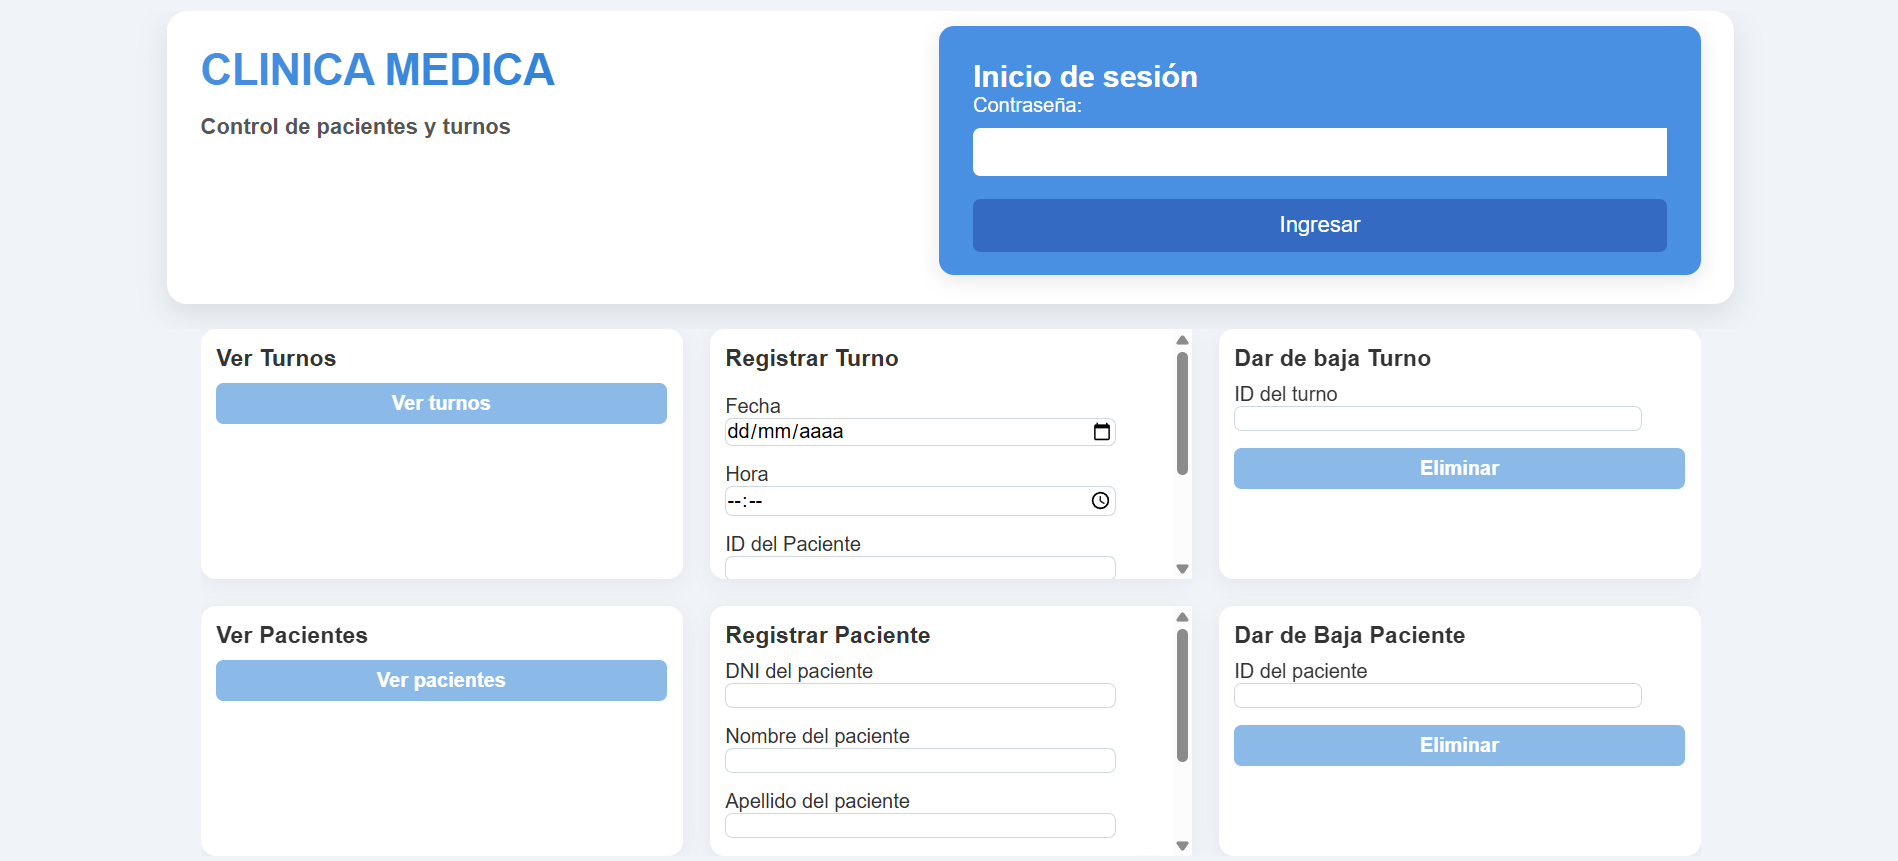 CLINICA MEDICA
Control de pacientes y turnos
Inicio de sesión
Contraseña:
Ingresar
Ver Turnos
Ver turnos
Registrar Turno
Fecha
dd/mm/aaaa
Hora
--:--
ID del Paciente
Dar de baja Turno
ID del turno
Eliminar
Ver Pacientes
Ver pacientes
Registrar Paciente
DNI del paciente
Nombre del paciente
Apellido del paciente
Dar de Baja Paciente
ID del paciente
Eliminar